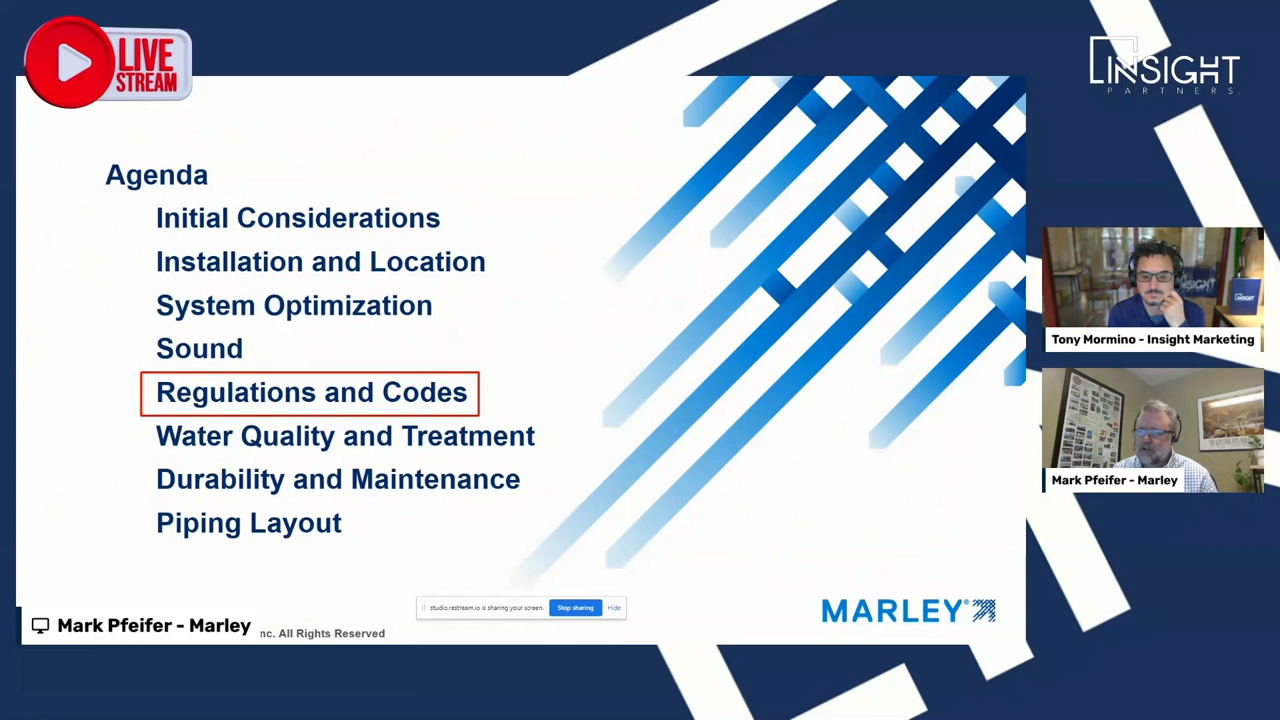 LIVE
STREAM
INSIGHT
PARTNERS.
Agenda
Initial Considerations
Installation and Location
System Optimization
Sound
Regulations and Codes
Water Quality and Treatment
Durability and Maintenance
Piping Layout
studio.restream.io is sharing your screen.
Stop sharing
Hide
MARLEY®
Mark Pfeifer - Marley
nc. All Rights Reserved
INSIGHT
INSIGHT
Tony Mormino - Insight Marketing
Mark Pfeifer - Marley